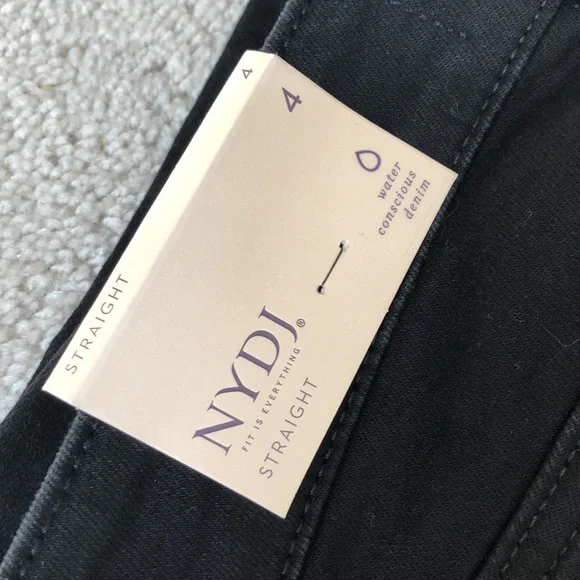 4
STRAIGHT
4
water
conscious
denim
NYDJ®
FIT IS EVERYTHING
STRAIGHT